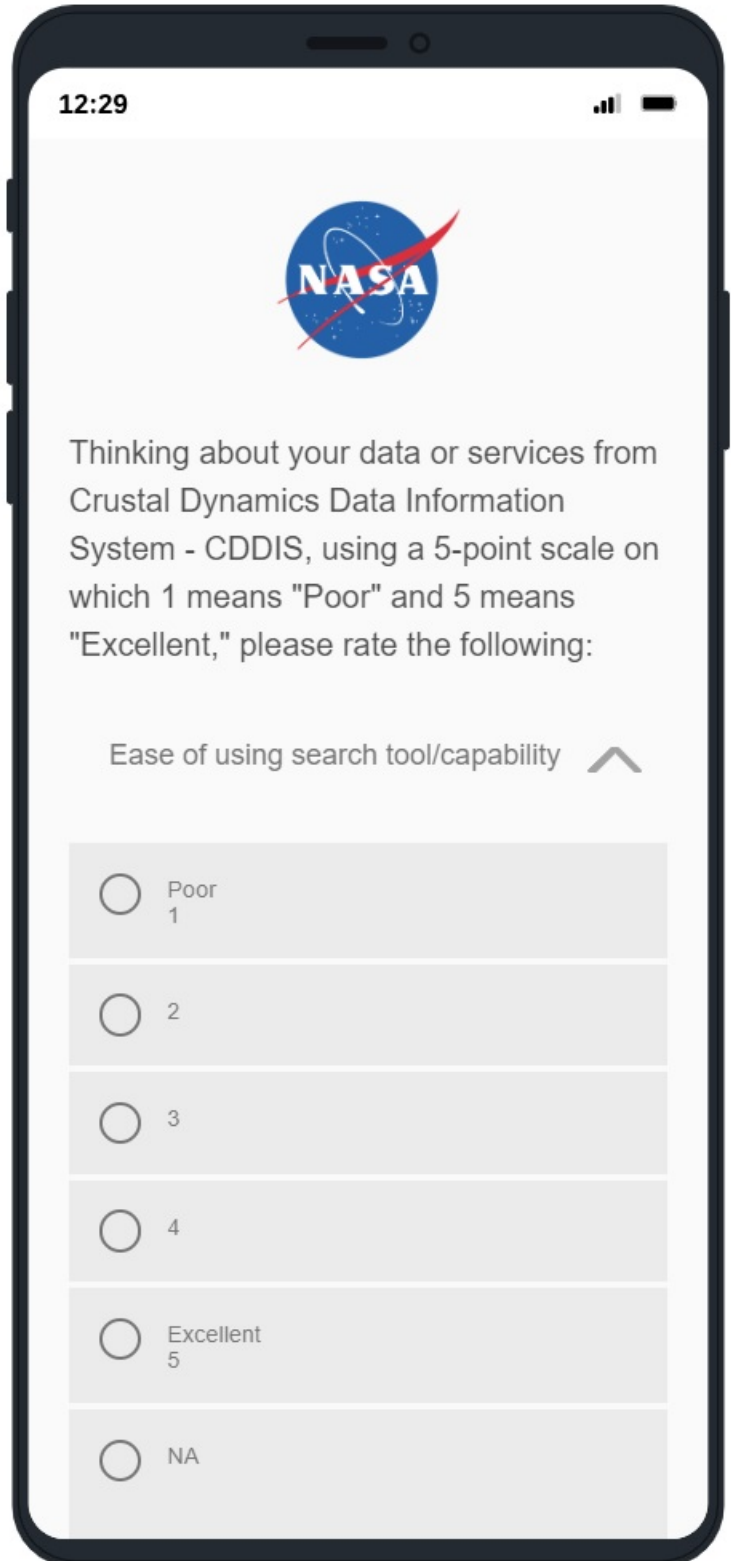 12:29
NASA
Thinking about your data or services from
Crustal Dynamics Data Information
System - CDDIS, using a 5-point scale on
which 1 means "Poor" and 5 means
"Excellent," please rate the following:
Ease of using search tool/capability
Poor
1
2
3
4
Excellent
5
NA